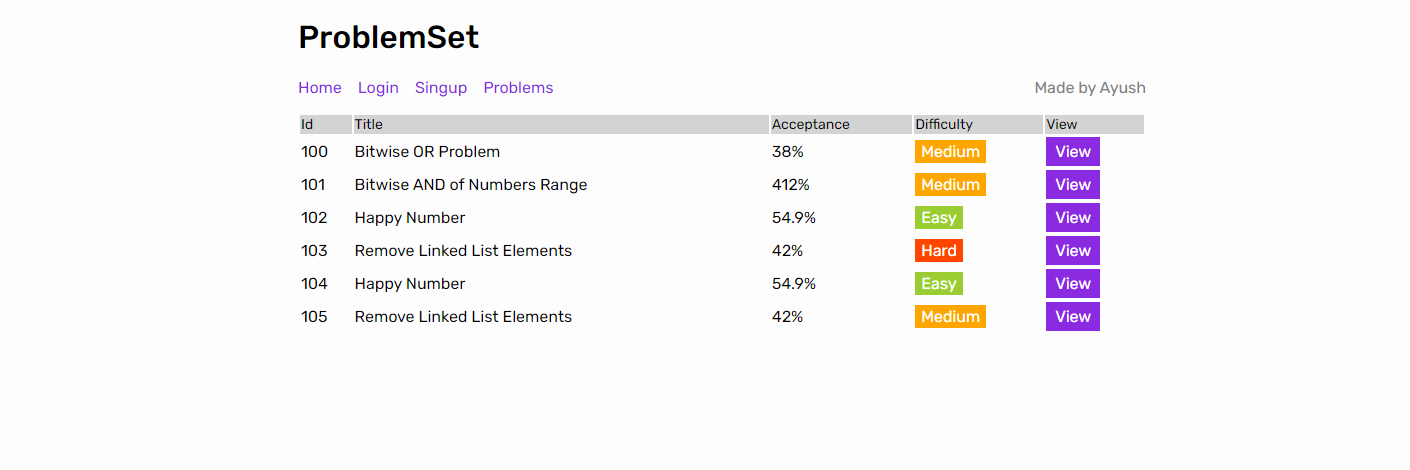 ProblemSet
Home Login Singup Problems Made by Ayush
Id Title Acceptance Difficulty View
100 Bitwise OR Problem 38% Medium View
101 Bitwise AND of Numbers Range 412% Medium View
102 Happy Number 54.9% Easy View
103 Remove Linked List Elements 42% Hard View
104 Happy Number 54.9% Easy View
105 Remove Linked List Elements 42% Medium View